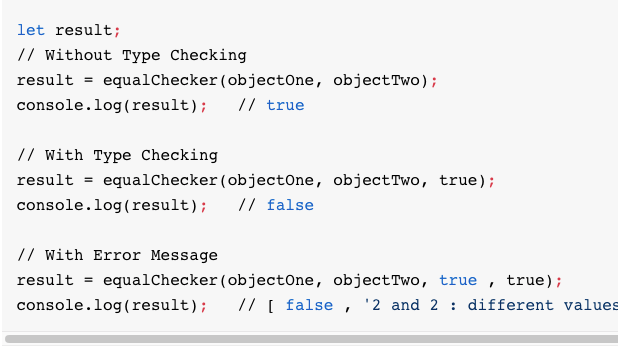 let result;
// Without Type Checking
result = equalChecker(objectOne, objectTwo);
console.log(result);   // true
// With Type Checking
result = equalChecker(objectOne, objectTwo, true);
console.log(result);   // false
// With Error Message
result = equalChecker(objectOne, objectTwo, true , true);
console.log(result);   // [ false , '2 and 2 : different values